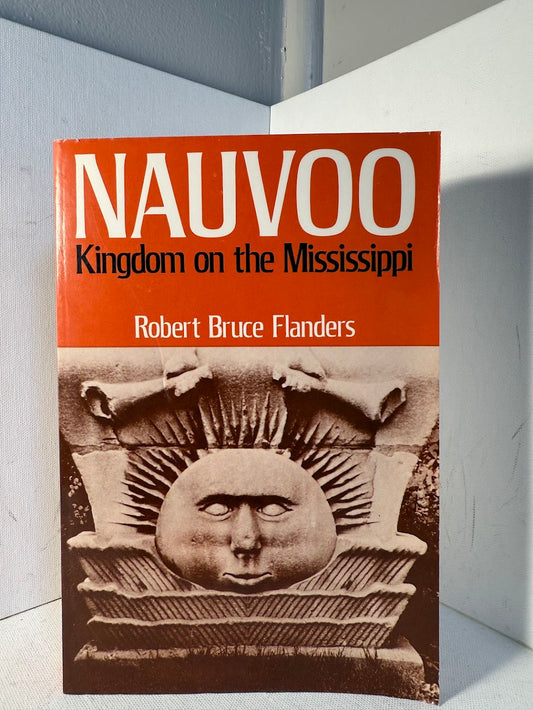 NAUVOO
Kingdom on the Mississippi
Robert Bruce Flanders